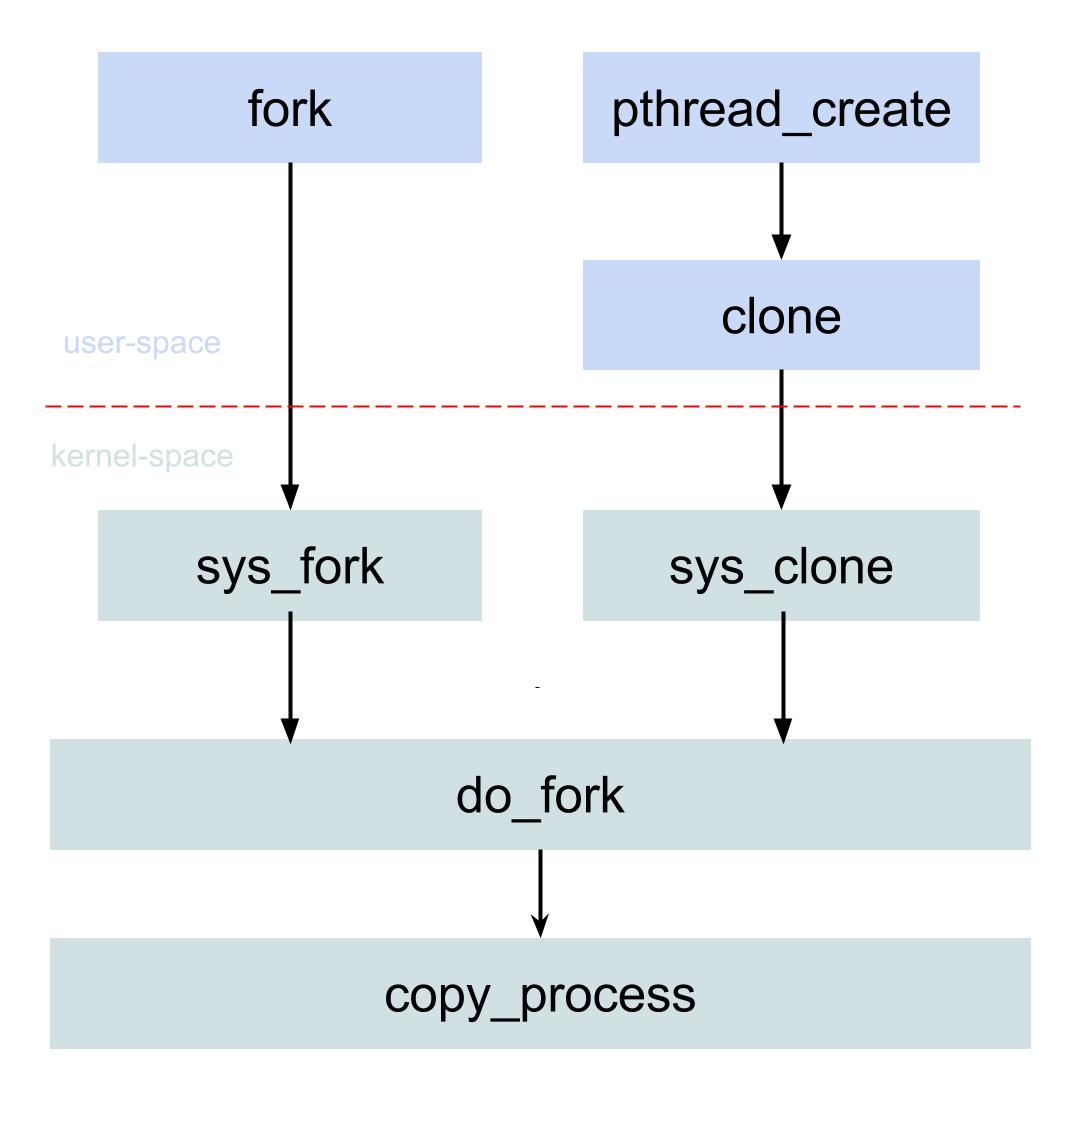 fork
pthread_create
clone
user-space
kernel-space
sys_fork
sys_clone
-
do_fork
copy_process